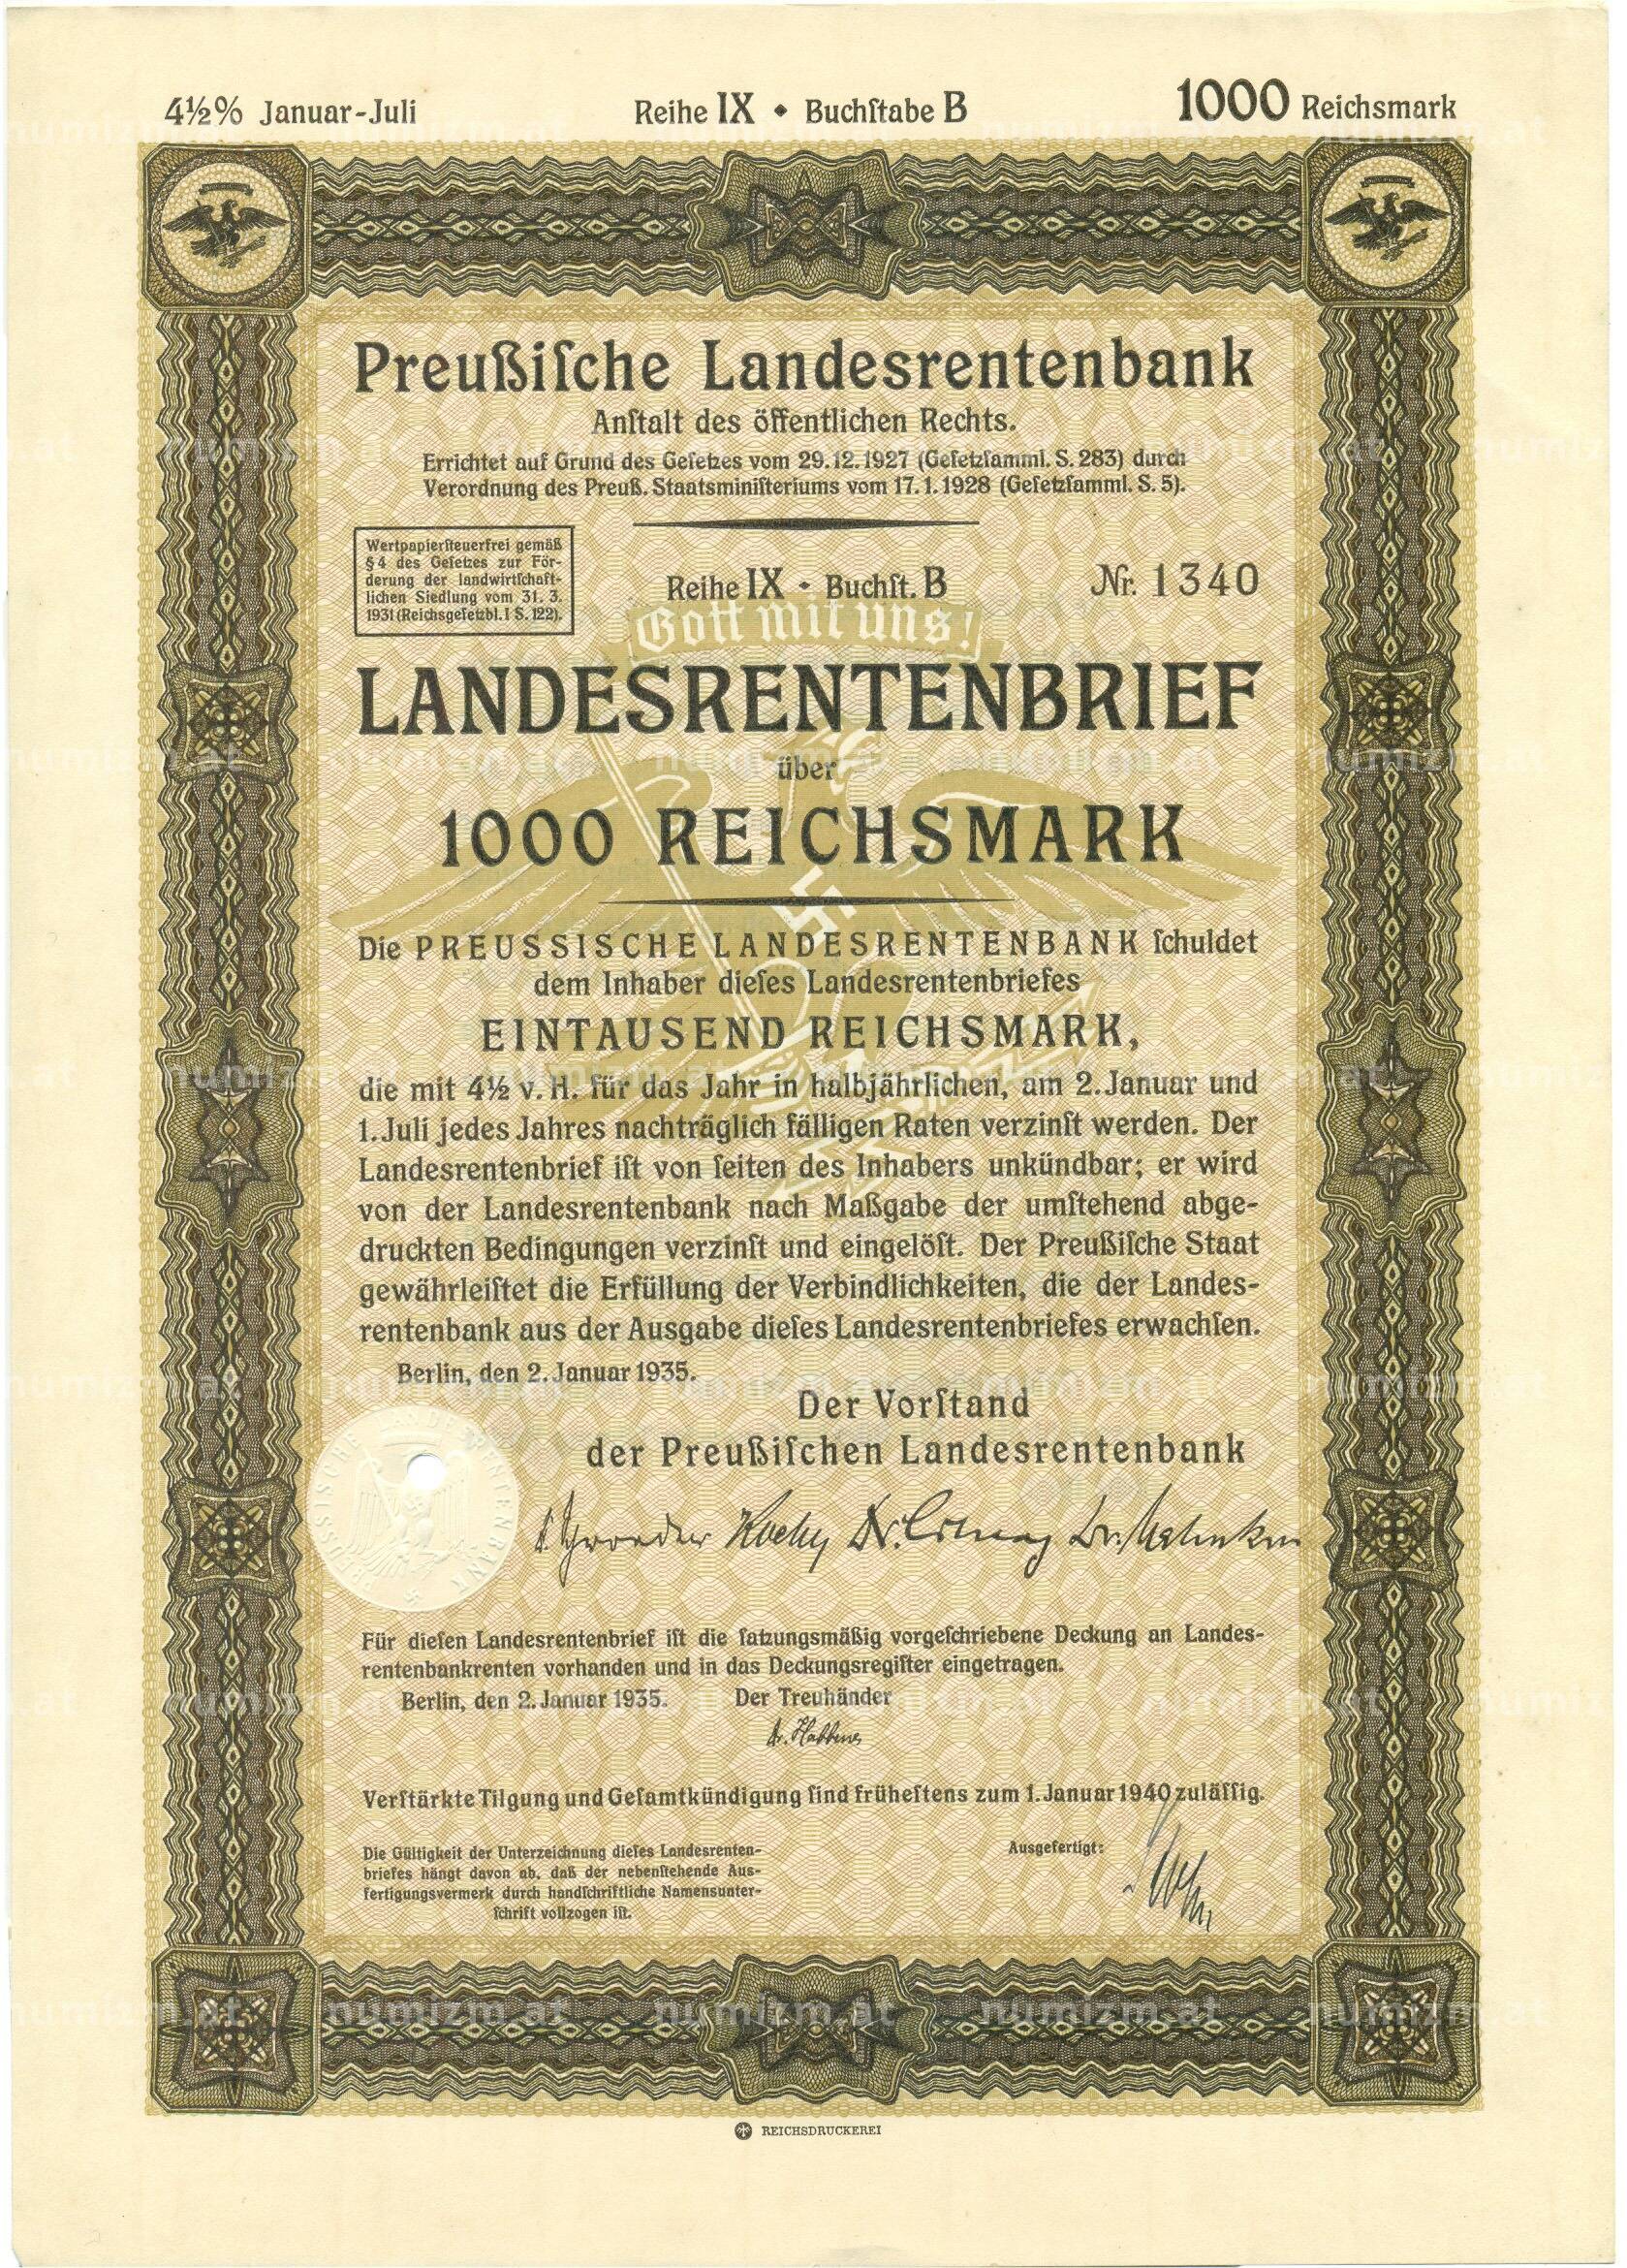 4½% Januar-Juli Reihe IX • Buchſtabe B 1000 Reichsmark
Preußiſche Landesrentenbank
Anſtalt des öffentlichen Rechts.
Errichtet auf Grund des Geſetzes vom 29.12.1927 (Geſetzſamml. S. 283) durch
Verordnung des Preuß. Staatsminiſteriums vom 17.1.1928 (Geſetzſamml. S. 5).
Wertpapierſteuerfrei gemäß
§ 4 des Geſetzes zur För-
derung der landwirtſchaft-
lichen Siedlung vom 31. 3.
1931 (Reichsgeſetzbl. I S. 122).
Reihe IX - Buchſt. B Nr. 1340
Gott mit uns!
LANDESRENTENBRIEF
über
1000 REICHSMARK
Die PREUSSISCHE LANDESRENTENBANK ſchuldet
dem Inhaber dieſes Landesrentenbriefes
EINTAUSEND REICHSMARK,
die mit 4½ v. H. für das Jahr in halbjährlichen, am 2. Januar und
1. Juli jedes Jahres nachträglich fälligen Raten verzinſt werden. Der
Landesrentenbrief iſt von ſeiten des Inhabers unkündbar; er wird
von der Landesrentenbank nach Maßgabe der umſtehend abge-
druckten Bedingungen verzinſt und eingelöſt. Der Preußiſche Staat
gewährleiſtet die Erfüllung der Verbindlichkeiten, die der Landes-
rentenbank aus der Ausgabe dieſes Landesrentenbriefes erwachſen.
Berlin, den 2. Januar 1935.
Der Vorſtand
der Preußiſchen Landesrentenbank
PREUSSISCHE LANDESRENTENBANK
Für dieſen Landesrentenbrief iſt die ſatzungsmäßig vorgeſchriebene Deckung an Landes-
rentenbankrenten vorhanden und in das Deckungsregiſter eingetragen.
Berlin, den 2. Januar 1935. Der Treuhänder
Verſtärkte Tilgung und Geſamtkündigung ſind früheſtens zum 1. Januar 1940 zuläſſig.
Die Gültigkeit der Unterzeichnung dieſes Landesrenten-
briefes hängt davon ab, daß der nebenſtehende Aus-
fertigungsvermerk durch handſchriftliche Namensunter-
ſchrift vollzogen iſt.
Ausgefertigt:
REICHSDRUCKEREI
numizm.at